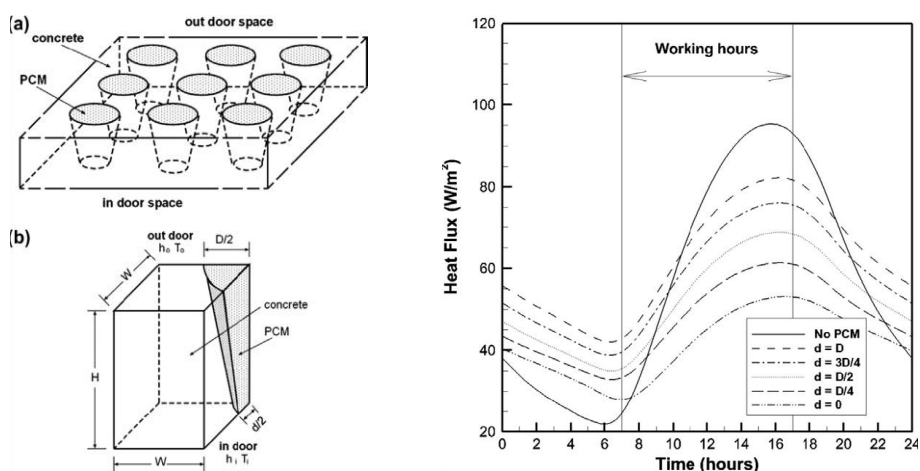 (a)
out door space
concrete
PCM
in door space
(b)
out door
hₒ Tₒ
D/2
W
concrete
PCM
H
d/2
in door
hᵢ Tᵢ
W
120
100
80
60
40
20
Heat Flux (W/m²)
Working hours
No PCM
d = D
d = 3D/4
d = D/2
d = D/4
d = 0
0 2 4 6 8 10 12 14 16 18 20 22 24
Time (hours)